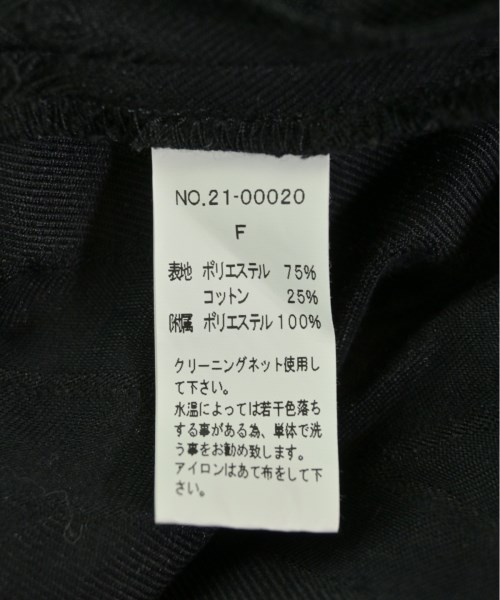 NO.21-00020
F
表地 ポリエステル 75%
コットン 25%
附属 ポリエステル 100%
クリーニングネット使用し
て下さい。
水温によっては若干色落ち
する事がある為、単体で洗
う事をお勧め致します。
アイロンはあて布をして下
さい。